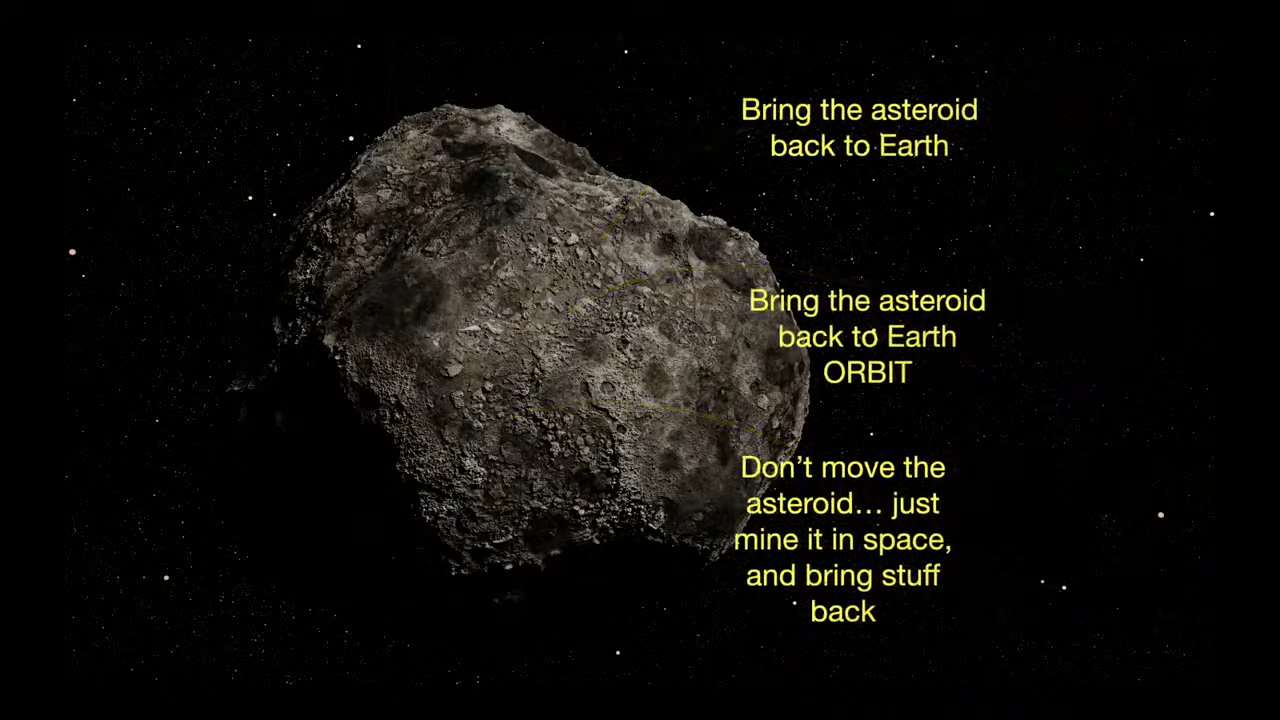 Bring the asteroid
back to Earth
Bring the asteroid
back to Earth
ORBIT
Don’t move the
asteroid… just
mine it in space,
and bring stuff
back